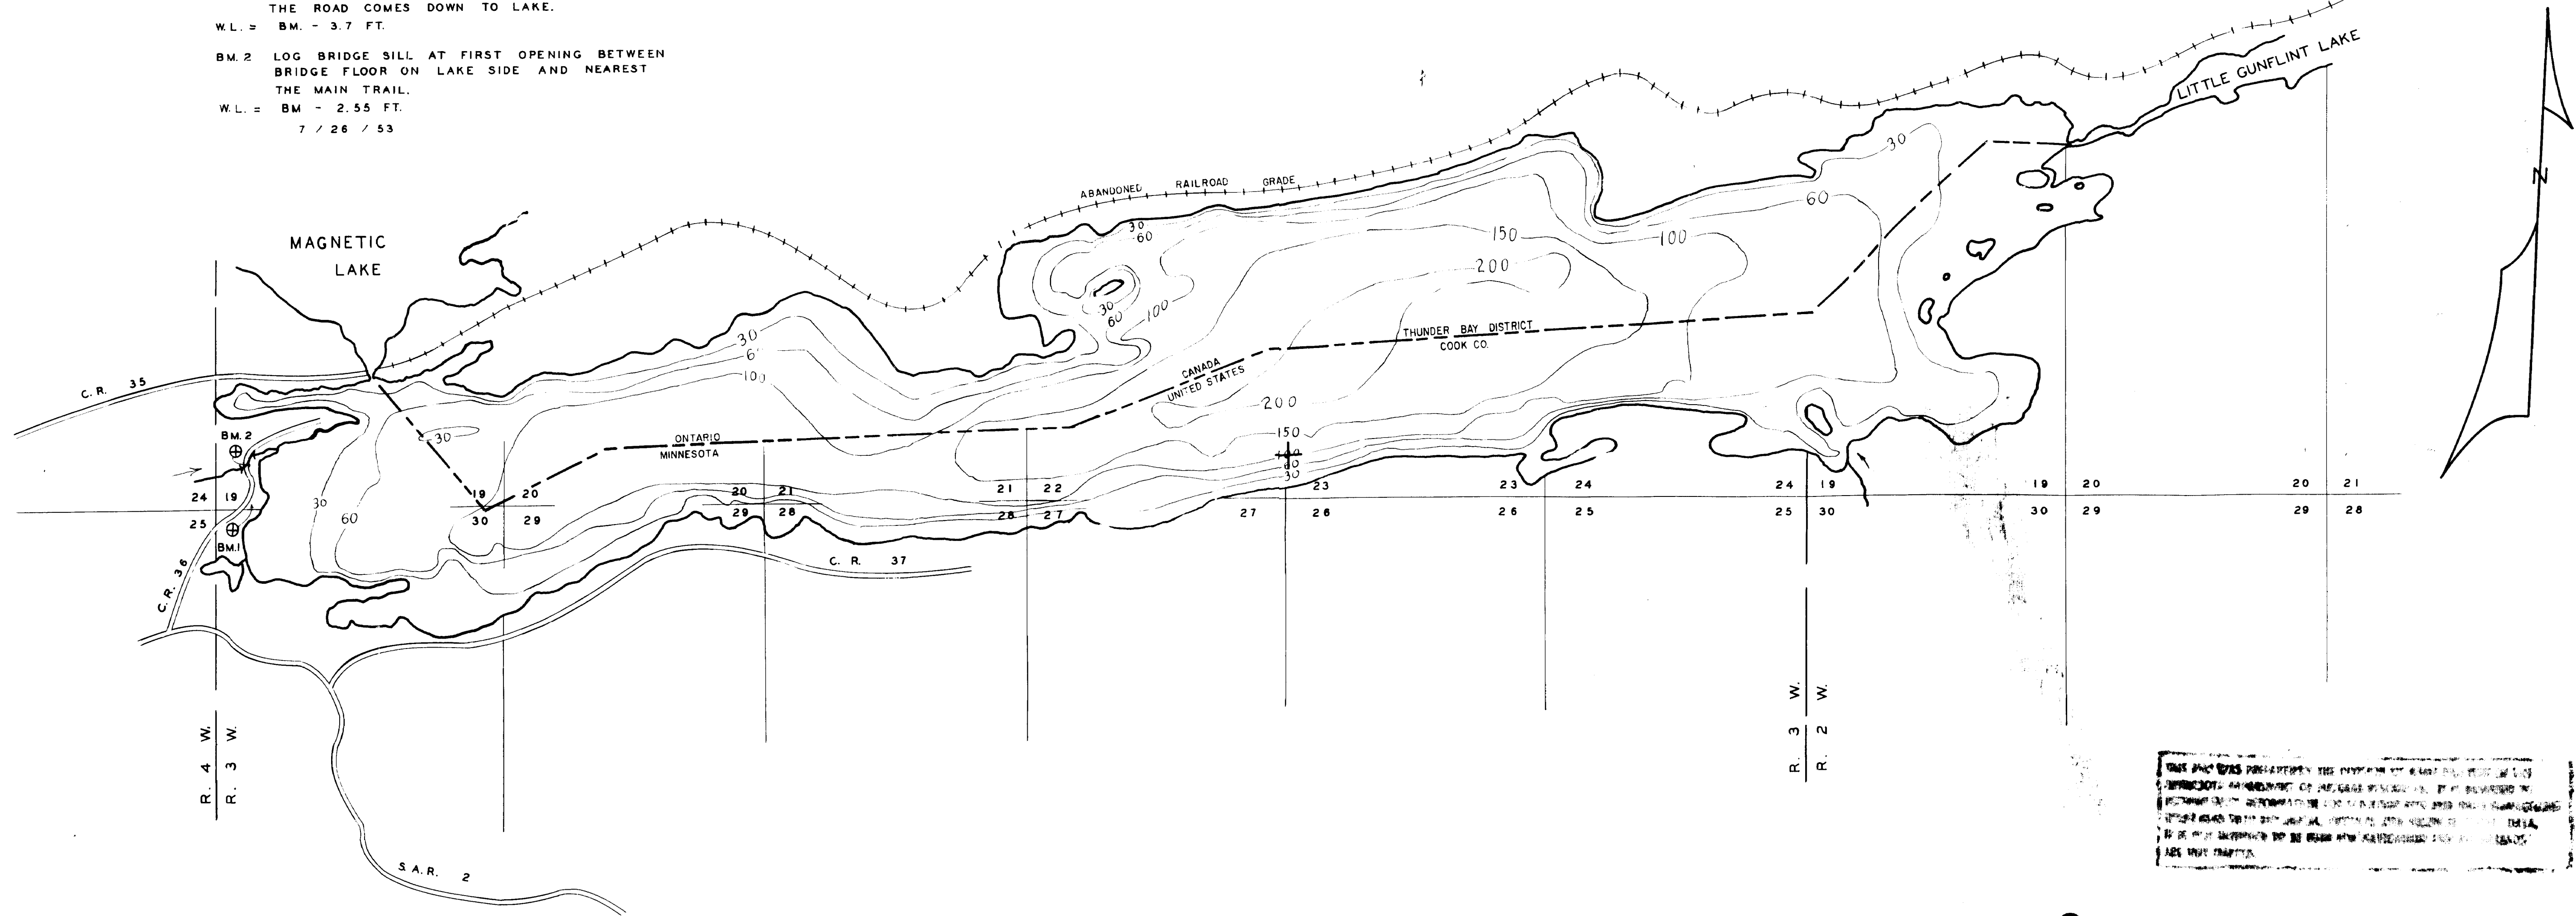 THE ROAD COMES DOWN TO LAKE.
W.L. = BM. - 3.7 FT.
BM. 2 LOG BRIDGE SILL AT FIRST OPENING BETWEEN
BRIDGE FLOOR ON LAKE SIDE AND NEAREST
THE MAIN TRAIL.
W.L. = BM - 2.55 FT.
7 / 26 / 53
LITTLE GUNFLINT LAKE
N
ABANDONED RAILROAD GRADE
MAGNETIC
LAKE
30
60
30
60
150
100
200
30
60
100
30
100
THUNDER BAY DISTRICT
COOK CO.
CANADA
UNITED STATES
C.R. 35
200
30
ONTARIO
MINNESOTA
150
100
60
30
BM. 2
24 19
25
BM. 1
30
60
19 20
30 29
20 21
29 28
21 22
28 27
23
27 26
23 24
26 25
24 19
25 30
19 20
30 29
20 21
29 28
C.R. 36
C. R. 37
R. 4 W.
R. 3 W.
R. 3 W.
R. 2 W.
S.A.R. 2